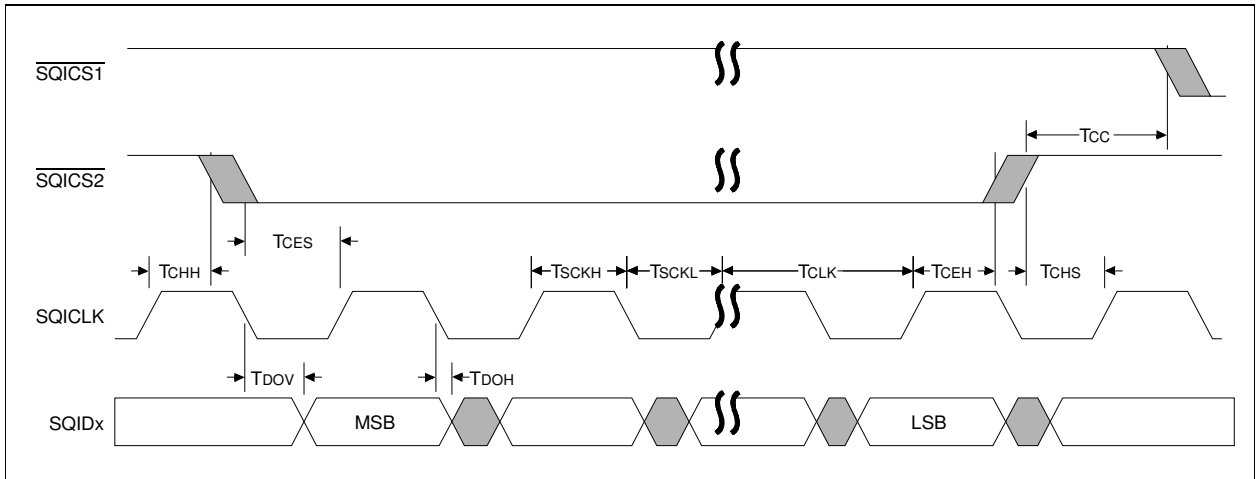 SQICS1
TCC
SQICS2
TCES
TCHH
TSCKH
TSCKL
TCLK
TCEH
TCHS
SQICLK
TDOV
TDOH
SQIDx
MSB
LSB